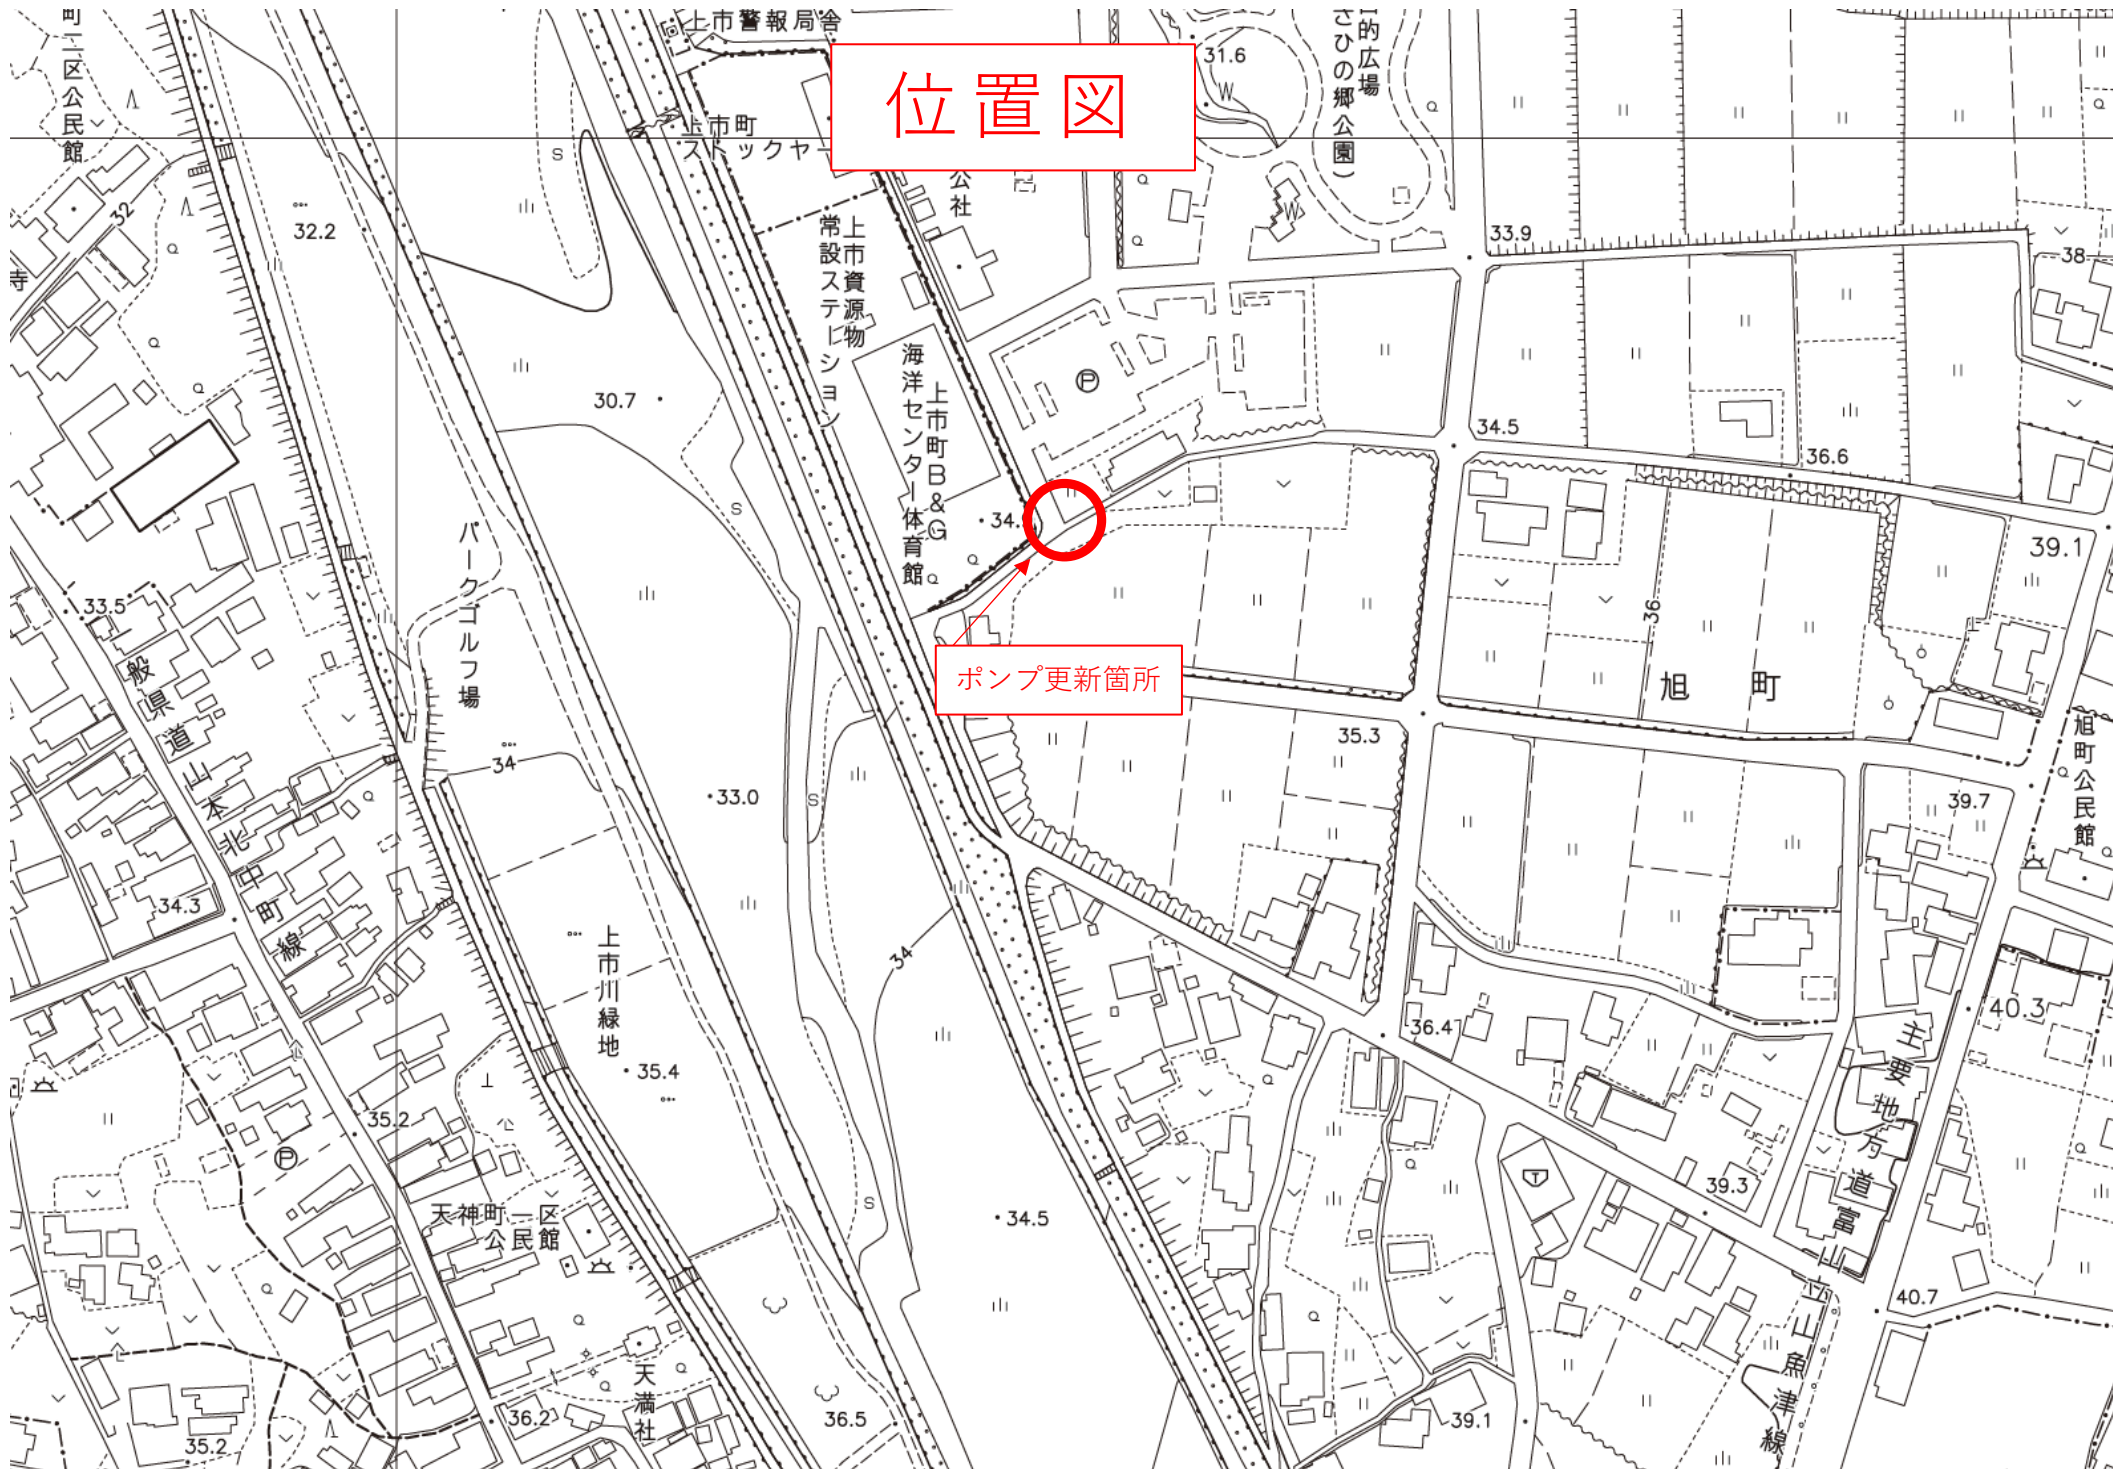 位置図
町二区公民館
上市警報局舎
31.6
的広場
さひの郷公園)
上市町
ストックヤー
公社
W
W
32
32.2
S
常設ステーション
上市資源物
33.9
38
寺
30.7
海洋センター体育館
上市町B&G
P
34.5
36.6
34.
S
39.1
パークゴルフ場
33.5
36
ポンプ更新箇所
旭町
一般県道山本北中町線
35.3
旭町公民館
34
33.0
S
39.7
34.3
上市川緑地
34
36.4
40.3
35.4
主要地方道富山立山魚津線
35.2
P
T
39.3
天神町一区
公民館
S
34.5
40.7
天満社
36.2
36.5
39.1
35.2